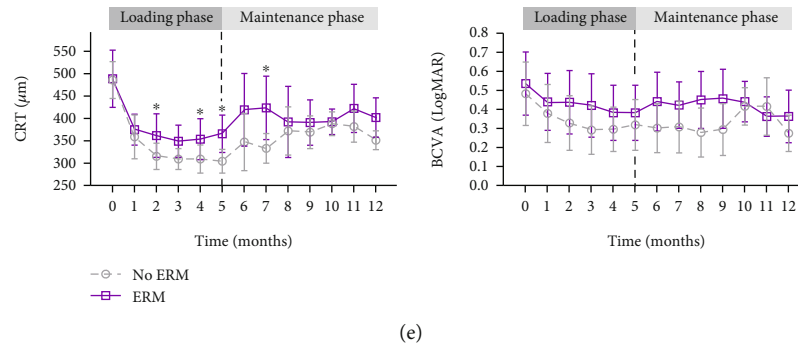 Loading phase Maintenance phase
550
500
450
400
350
300
250
CRT (μm)
* * * *
0 1 2 3 4 5 6 7 8 9 10 11 12
Time (months)
No ERM
ERM
Loading phase Maintenance phase
0.8
0.7
0.6
0.5
0.4
0.3
0.2
0.1
0.0
BCVA (LogMAR)
0 1 2 3 4 5 6 7 8 9 10 11 12
Time (months)
(e)